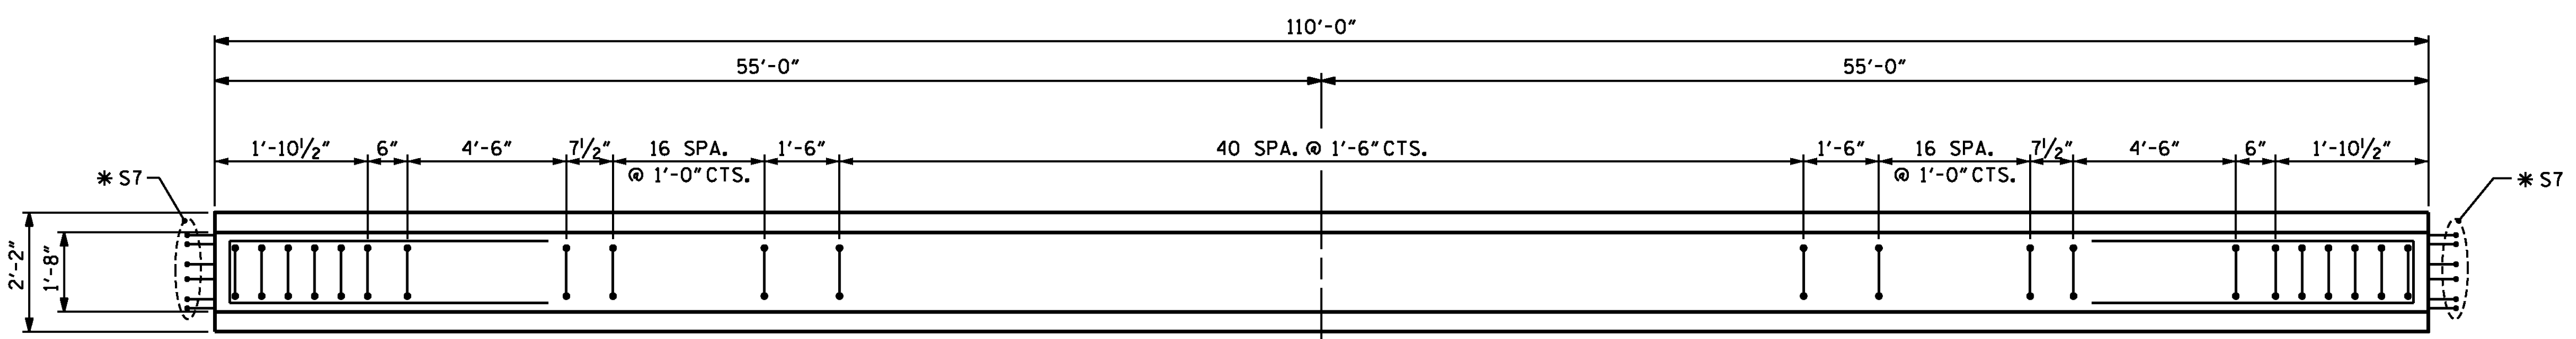 110'-0"
55'-0" 55'-0"
1'-10½" 6" 4'-6" 7½" 16 SPA. 1'-6" 40 SPA. @ 1'-6" CTS. 1'-6" 16 SPA. 7½" 4'-6" 6" 1'-10½"
@ 1'-0" CTS. @ 1'-0" CTS.
* S7 * S7
2'-2"
1'-8"